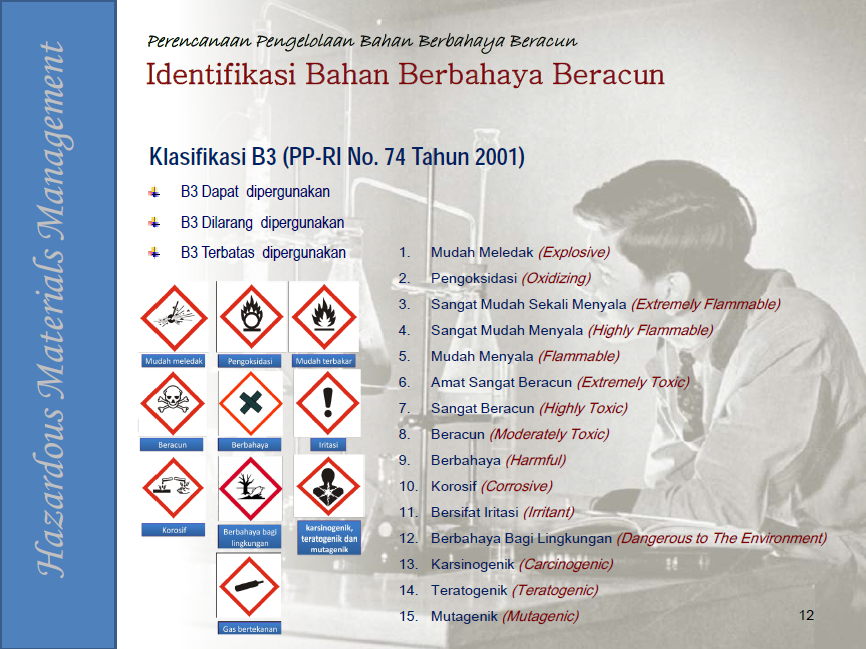 Hazardous Materials Management
Perencanaan Pengelolaan Bahan Berbahaya Beracun
Identifikasi Bahan Berbahaya Beracun
Klasifikasi B3 (PP-RI No. 74 Tahun 2001)
B3 Dapat dipergunakan
B3 Dilarang dipergunakan
B3 Terbatas dipergunakan
Mudah meledak
Pengoksidasi
Mudah terbakar
Beracun
Berbahaya
Iritasi
Korosif
Berbahaya bagi
lingkungan
karsinogenik,
teratogenik dan
mutagenik
Gas bertekanan
1. Mudah Meledak (Explosive)
2. Pengoksidasi (Oxidizing)
3. Sangat Mudah Sekali Menyala (Extremely Flammable)
4. Sangat Mudah Menyala (Highly Flammable)
5. Mudah Menyala (Flammable)
6. Amat Sangat Beracun (Extremely Toxic)
7. Sangat Beracun (Highly Toxic)
8. Beracun (Moderately Toxic)
9. Berbahaya (Harmful)
10. Korosif (Corrosive)
11. Bersifat Iritasi (Irritant)
12. Berbahaya Bagi Lingkungan (Dangerous to The Environment)
13. Karsinogenik (Carcinogenic)
14. Teratogenik (Teratogenic)
15. Mutagenik (Mutagenic)
12